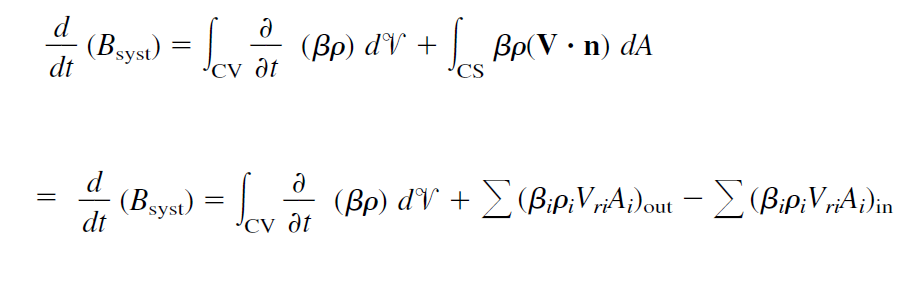 d/dt (B_syst) = ∫_CV ∂/∂t (βρ) d𝒱 + ∫_CS βρ(V · n) dA
= d/dt (B_syst) = ∫_CV ∂/∂t (βρ) d𝒱 + ∑ (β_i ρ_i V_ri A_i)_out − ∑ (β_i ρ_i V_ri A_i)_in